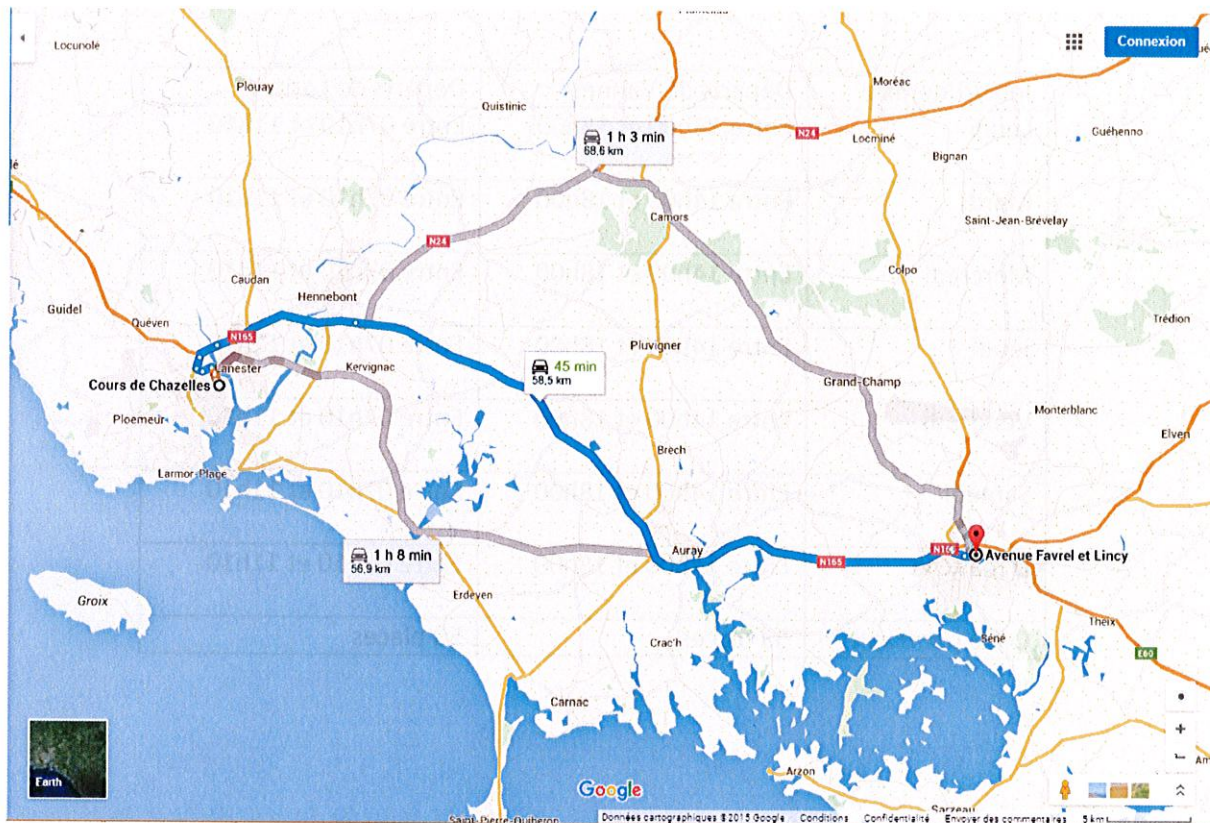 Locunolé
Plouay
Quistinic
Moréac
Connexion
1 h 3 min
68,6 km
N24
Locminé
Guéhenno
Bignan
Camors
Saint-Jean-Brévelay
N24
Caudan
Hennebont
Colpo
Guidel
Quéven
N165
Trédion
Pluvigner
45 min
58,5 km
Lanester
Kervignac
Cours de Chazelles
Grand-Champ
Monterblanc
Ploemeur
Elven
Brech
Larmor-Plage
1 h 8 min
56,9 km
Auray
N165
Avenue Favrel et Lincy
Erdeven
Groix
Crac'h
Séné
Theix
E60
Carnac
Earth
Arzon
Google
Sarzeau
Saint-Pierre-Quiberon
Données cartographiques ©2015 Google Conditions Confidentialité Envoyer des commentaires 5 km